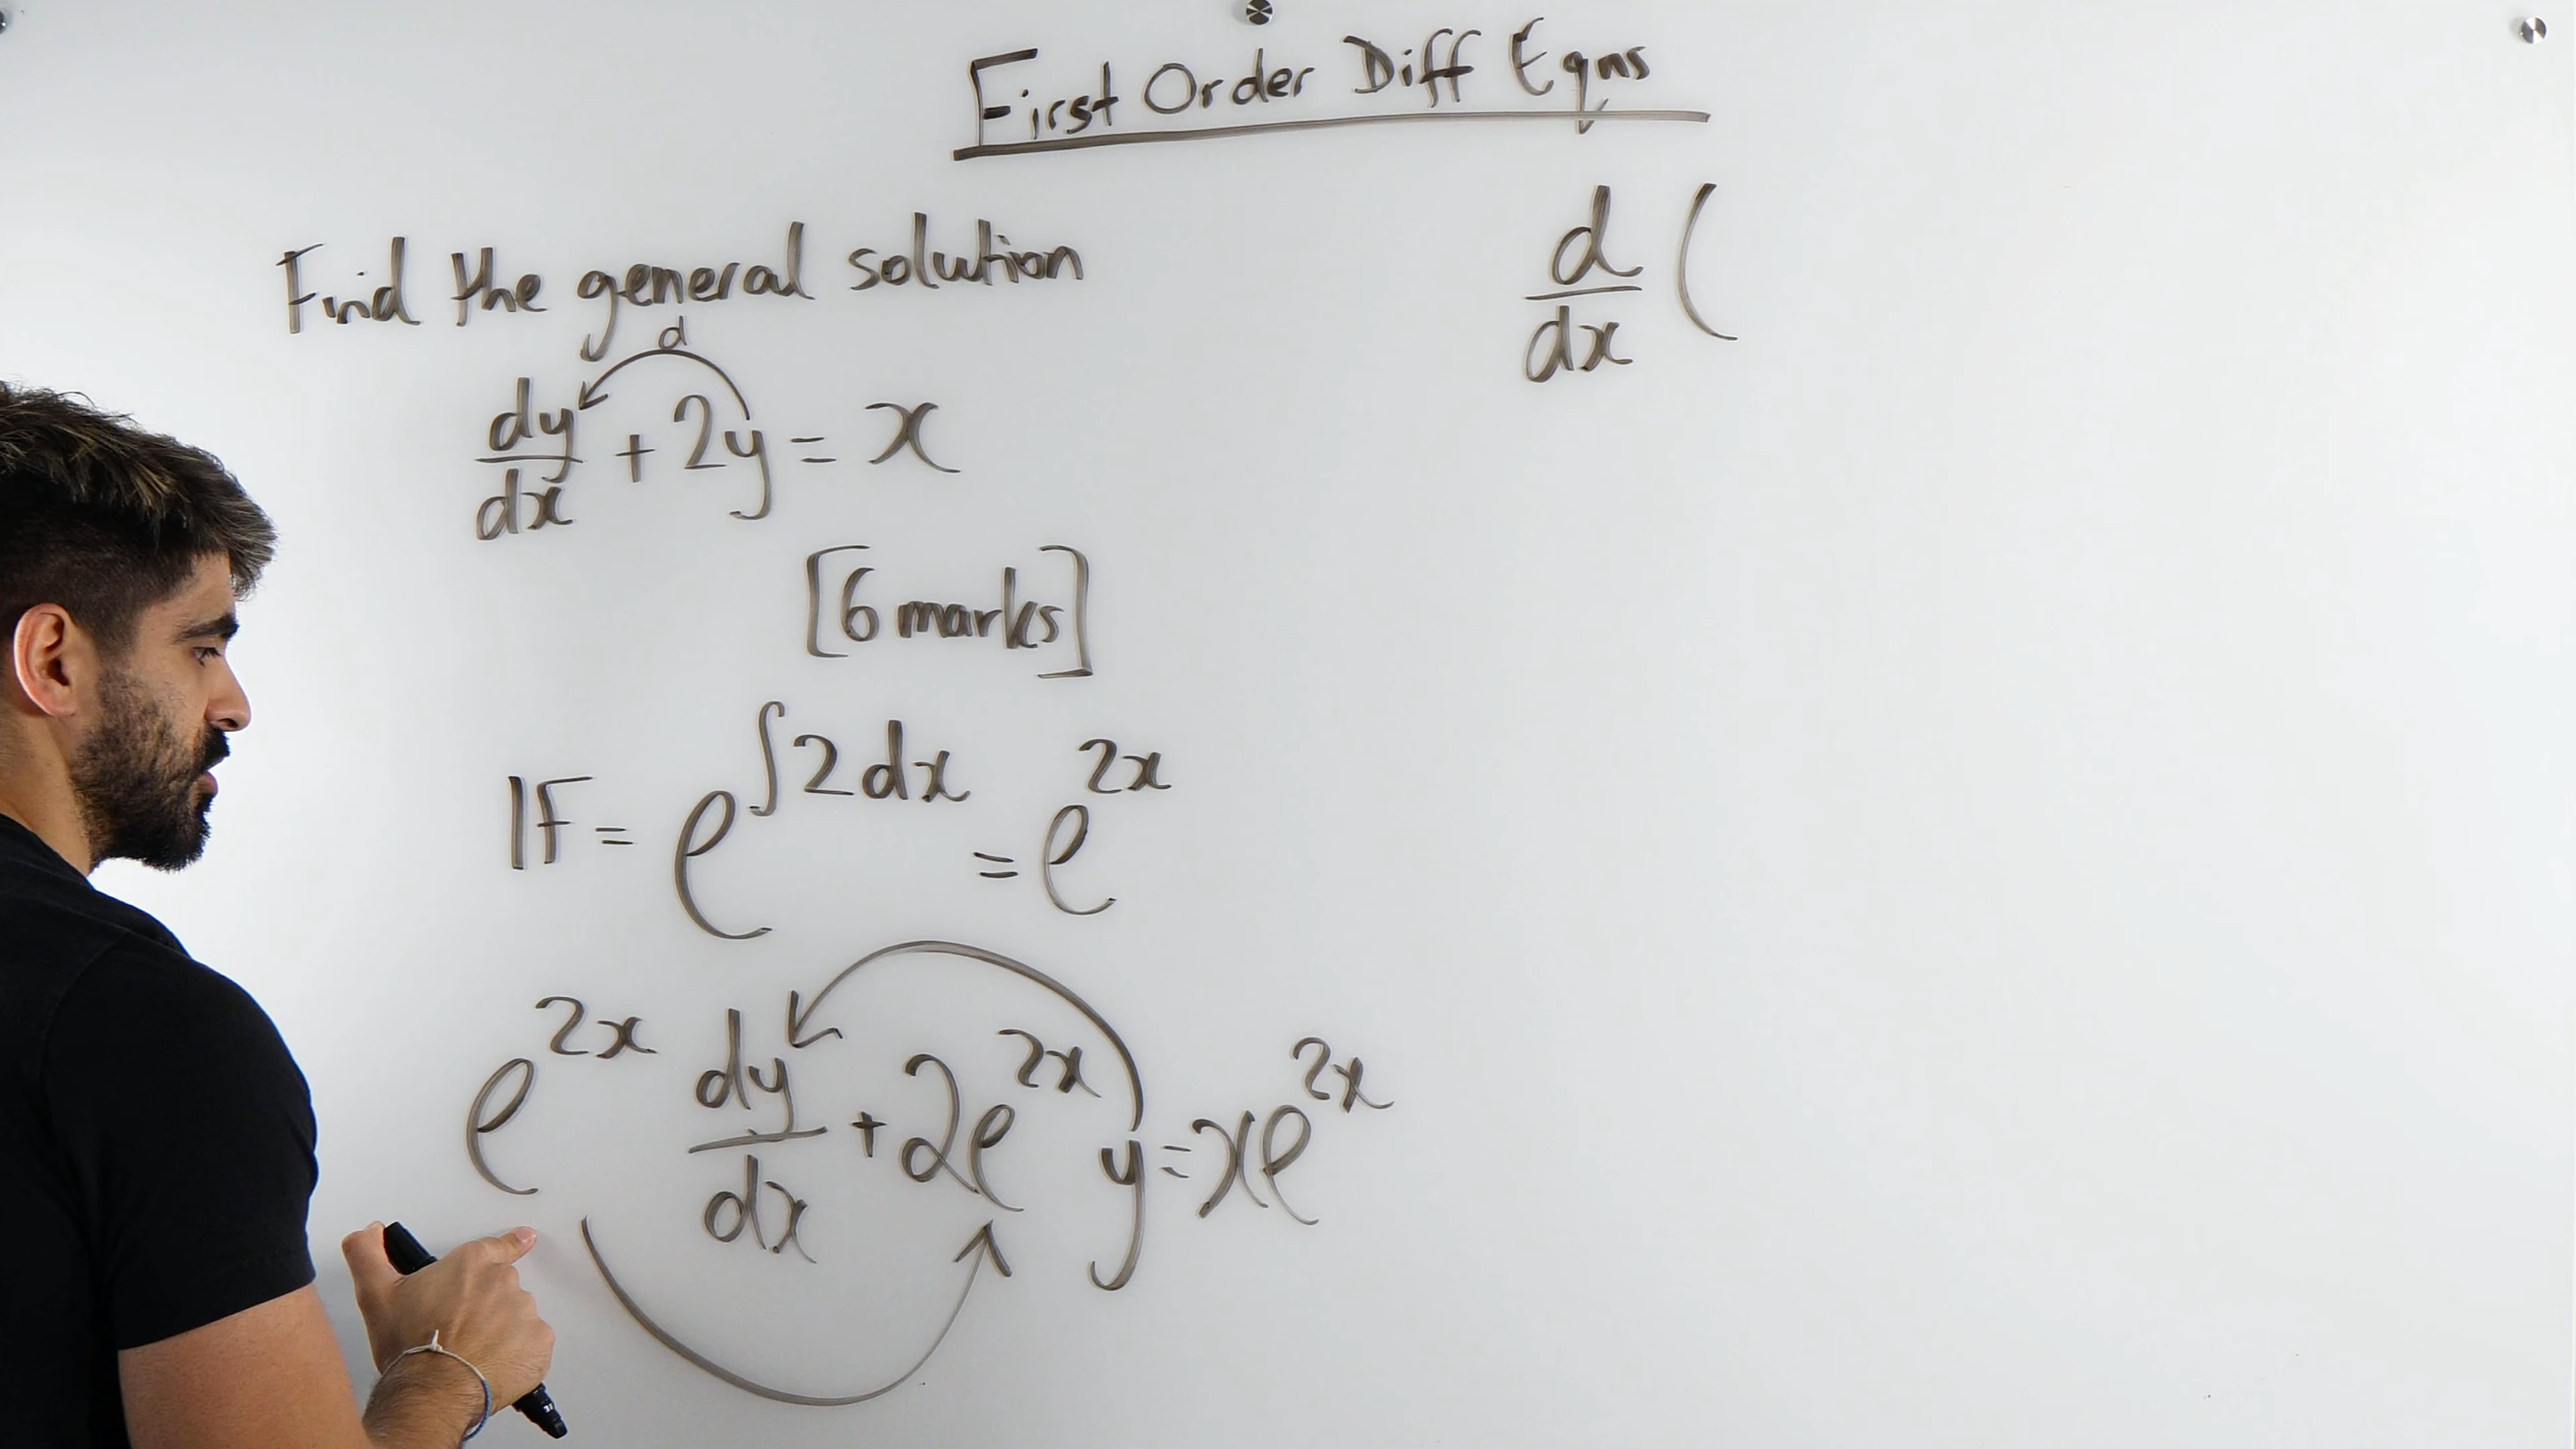 First Order Diff Eqns
Find the general solution
d
dy/dx + 2y = x
[6 marks]
IF = e^∫2dx = e^2x
e^2x dy/dx + 2e^2x y = xe^2x
d/dx (